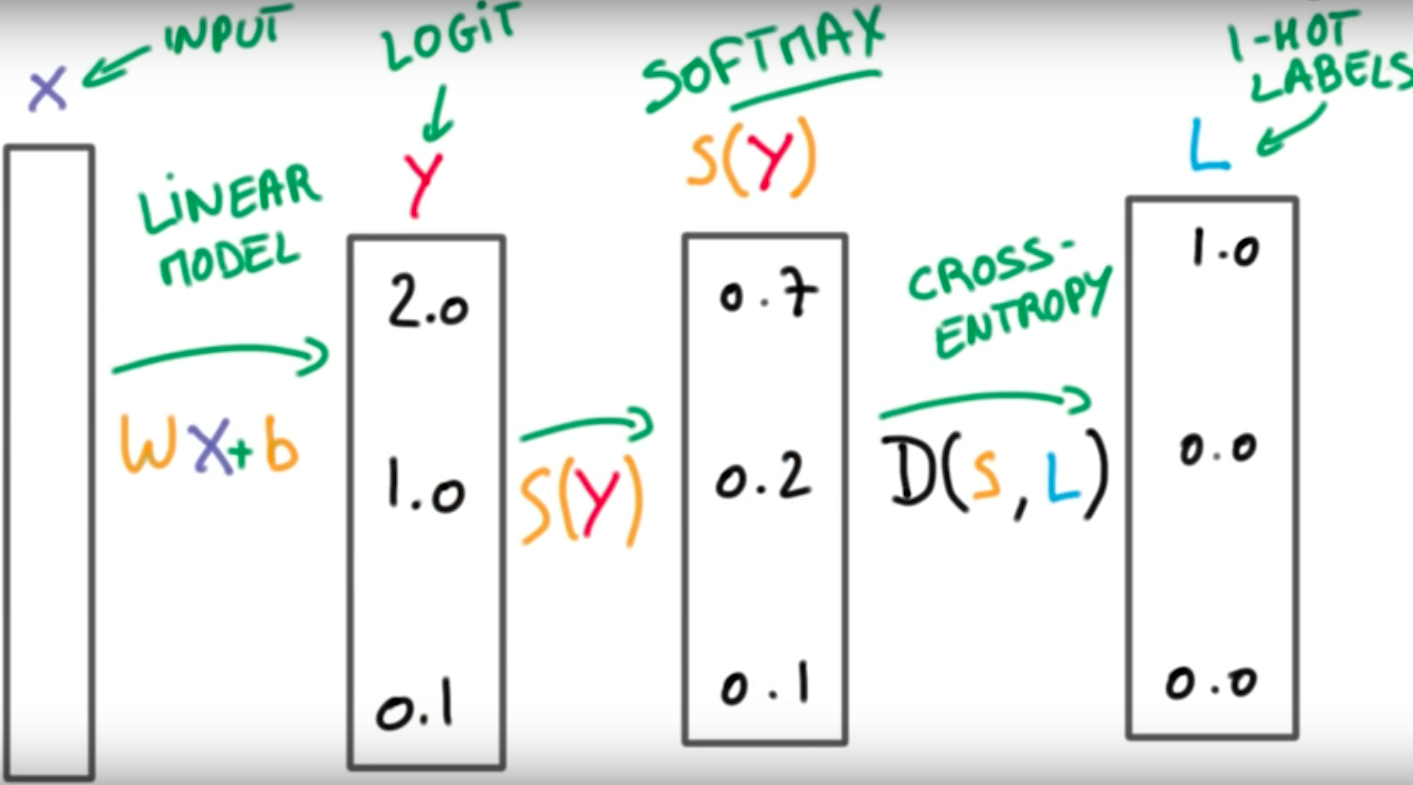 INPUT
X
LINEAR
MODEL
WX+b
LOGIT
Y
2.0
1.0
0.1
S(Y)
SOFTMAX
S(Y)
0.7
0.2
0.1
CROSS-
ENTROPY
D(S,L)
1-HOT
LABELS
L
1.0
0.0
0.0